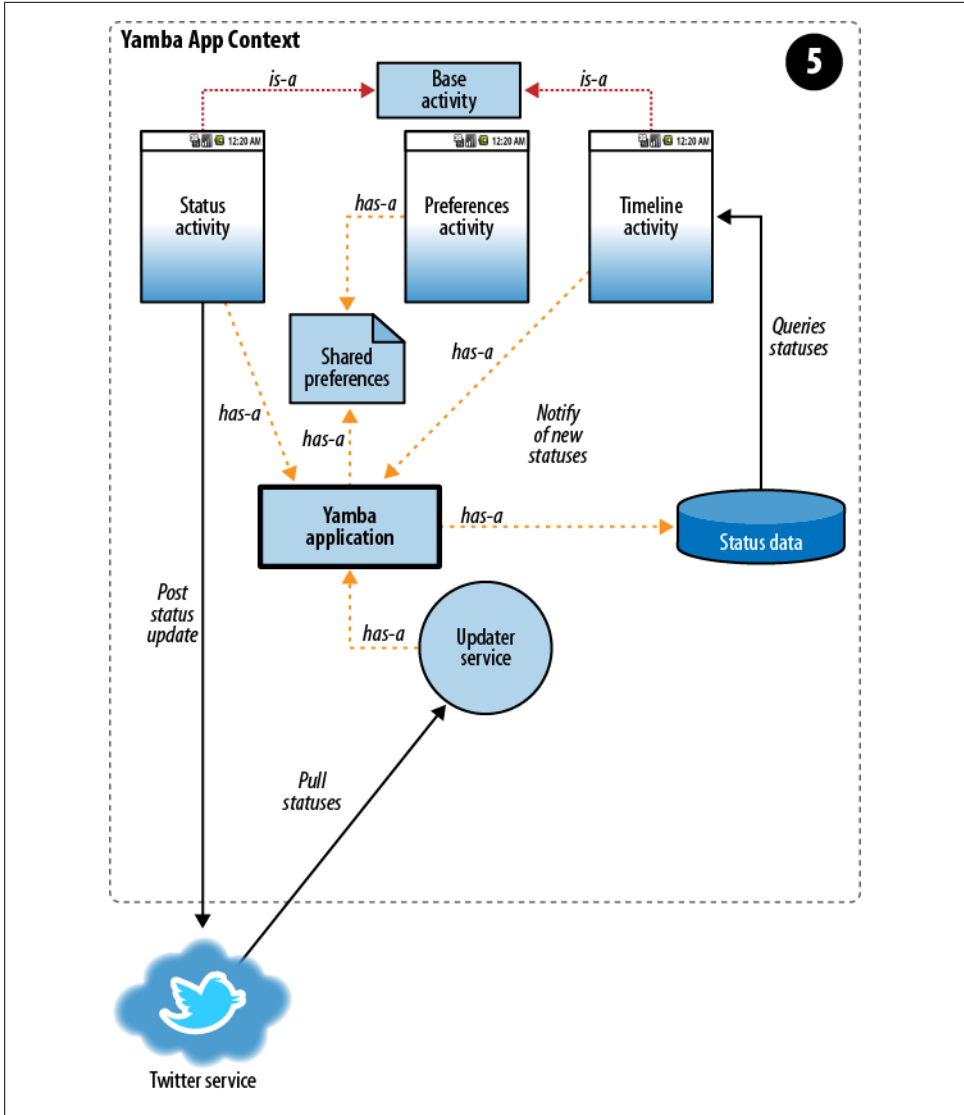 Yamba App Context
5
is-a
Base
activity
is-a
12:20 AM
12:20 AM
12:20 AM
Status
activity
has-a
Preferences
activity
Timeline
activity
Shared
preferences
has-a
Queries
statuses
has-a
has-a
Notify
of new
statuses
Yamba
application
has-a
Status data
Post
status
update
has-a
Updater
service
Pull
statuses
Twitter service